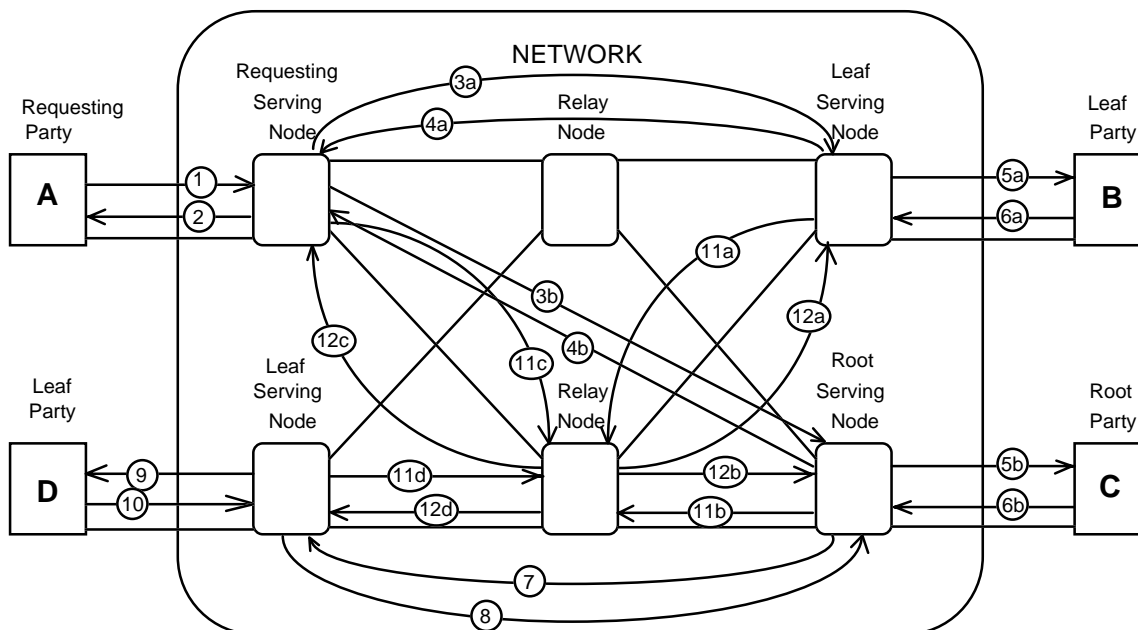 NETWORK
Requesting
Serving
Node
Relay
Node
Leaf
Serving
Node
Requesting
Party
Leaf
Party
3a
4a
A
1
2
5a
6a
B
11a
3b
12c
4b
12a
11c
Leaf
Serving
Node
Relay
Node
Root
Serving
Node
Leaf
Party
Root
Party
D
9
10
11d
12d
12b
11b
5b
6b
C
7
8